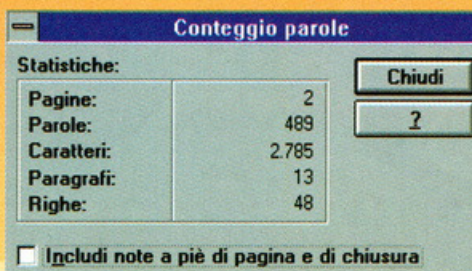 Conteggio parole
Statistiche:
Chiudi
Pagine: 2
?
Parole: 489
Caratteri: 2.785
Paragrafi: 13
Righe: 48
Includi note a piè di pagina e di chiusura